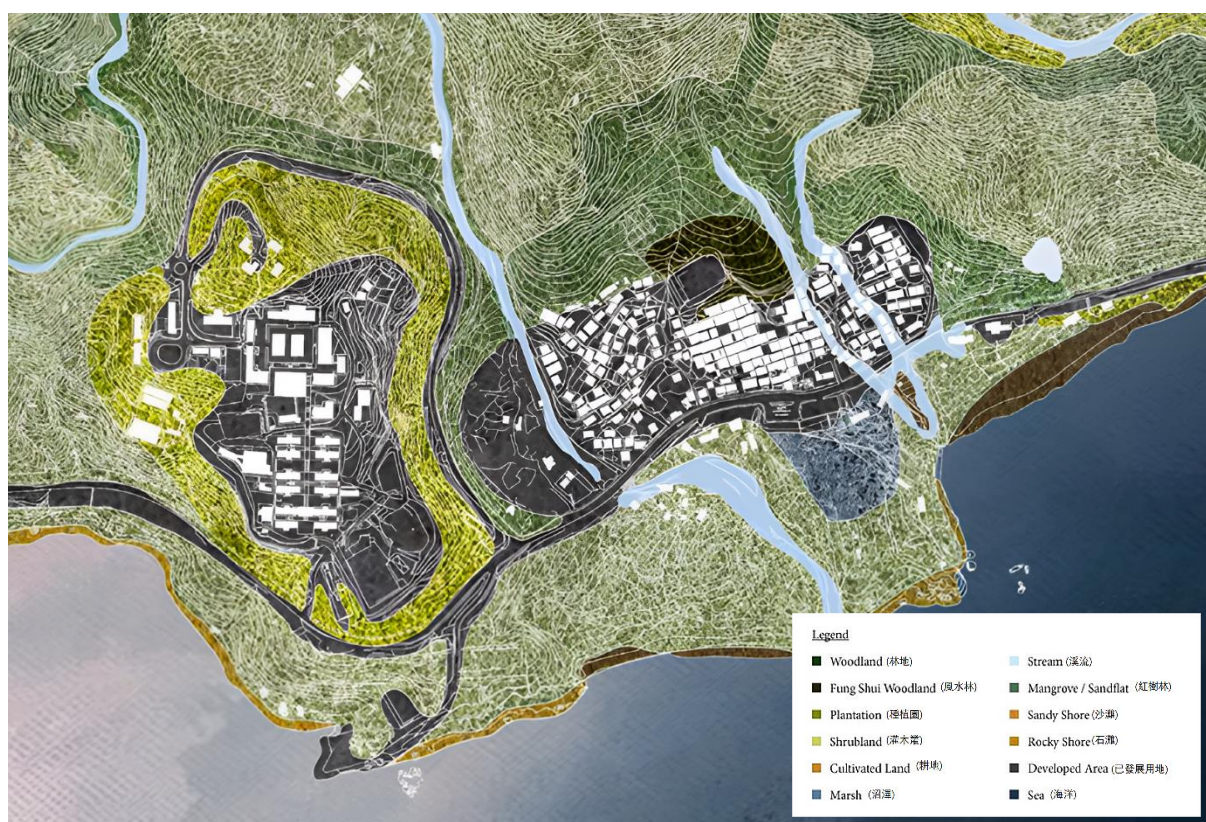 Legend
Woodland (林地)
Fung Shui Woodland (風水林)
Plantation (種植園)
Shrubland (灌木叢)
Cultivated Land (耕地)
Marsh (沼澤)
Stream (溪流)
Mangrove / Sandflat (紅樹林)
Sandy Shore (沙灘)
Rocky Shore (石灘)
Developed Area (已發展用地)
Sea (海洋)